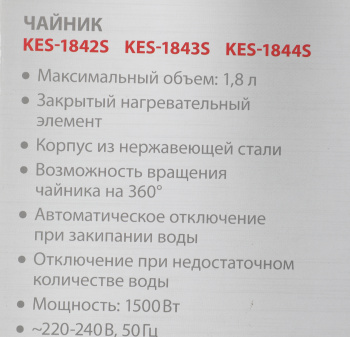 ЧАЙНИК
KES-1842S KES-1843S KES-1844S
• Максимальный объем: 1,8 л
• Закрытый нагревательный
элемент
• Корпус из нержавеющей стали
• Возможность вращения
чайника на 360°
• Автоматическое отключение
при закипании воды
• Отключение при недостаточном
количестве воды
• Мощность: 1500 Вт
• ~220-240 В, 50 Гц